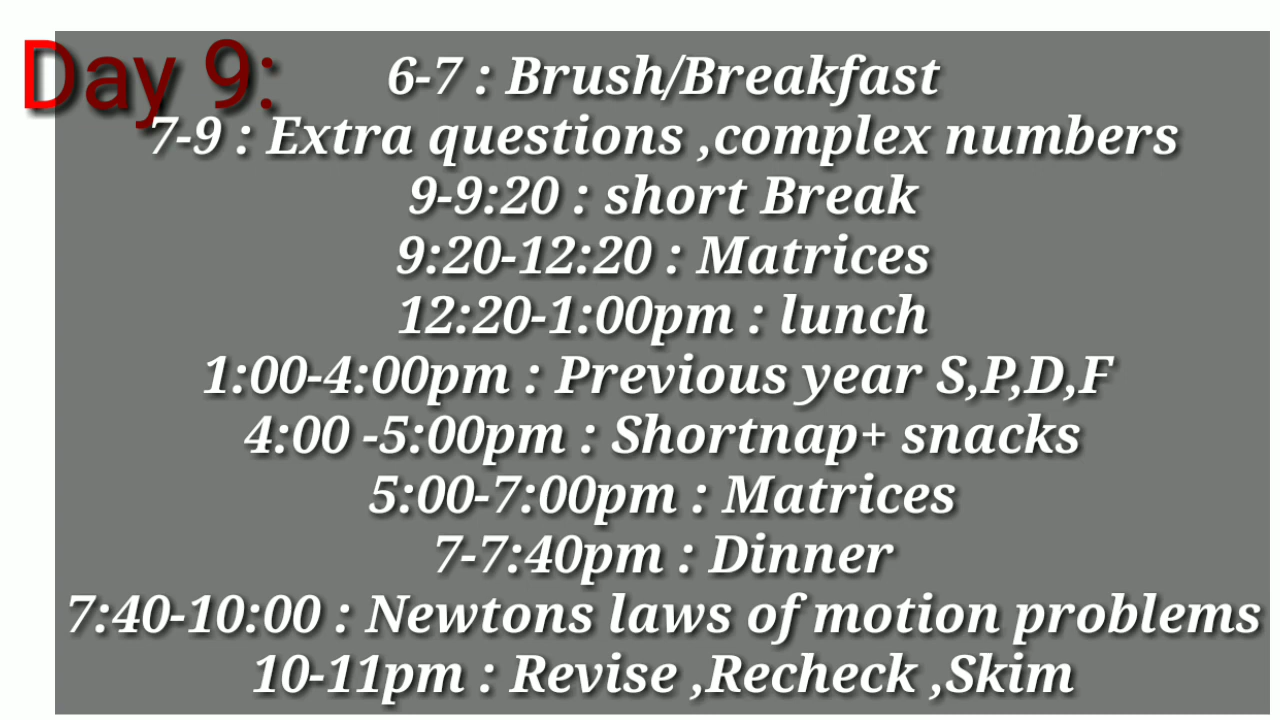 Day 9:
6-7 : Brush/Breakfast
7-9 : Extra questions ,complex numbers
9-9:20 : short Break
9:20-12:20 : Matrices
12:20-1:00pm : lunch
1:00-4:00pm : Previous year S,P,D,F
4:00 -5:00pm : Shortnap+ snacks
5:00-7:00pm : Matrices
7-7:40pm : Dinner
7:40-10:00 : Newtons laws of motion problems
10-11pm : Revise ,Recheck ,Skim